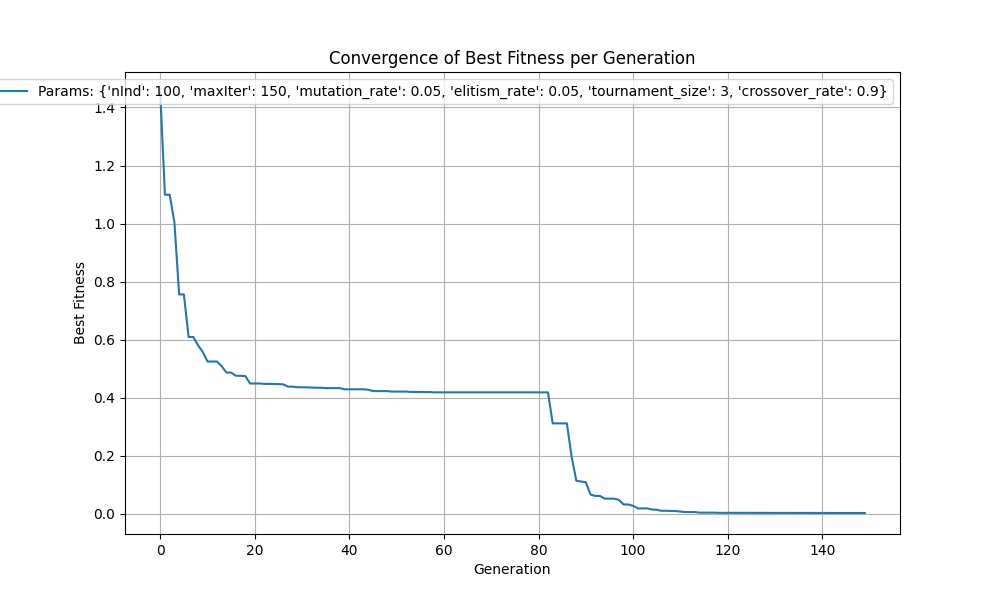 Convergence of Best Fitness per Generation
Params: {'nInd': 100, 'maxIter': 150, 'mutation_rate': 0.05, 'elitism_rate': 0.05, 'tournament_size': 3, 'crossover_rate': 0.9}
1.4
1.2
1.0
0.8
0.6
0.4
0.2
0.0
Best Fitness
0 20 40 60 80 100 120 140
Generation